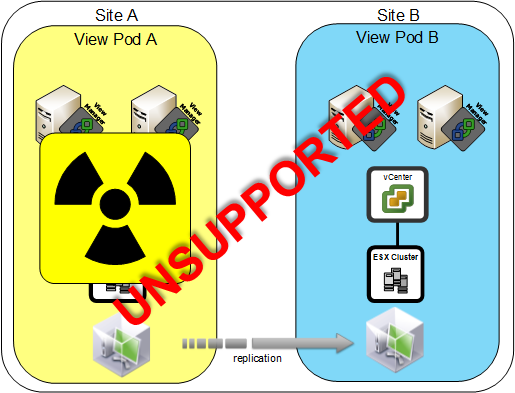 Site A
Site B
View Pod A
View Pod B
View Manager
View Manager
View Manager
View Manager
UNSUPPORTED
vCenter
ESX Cluster
replication